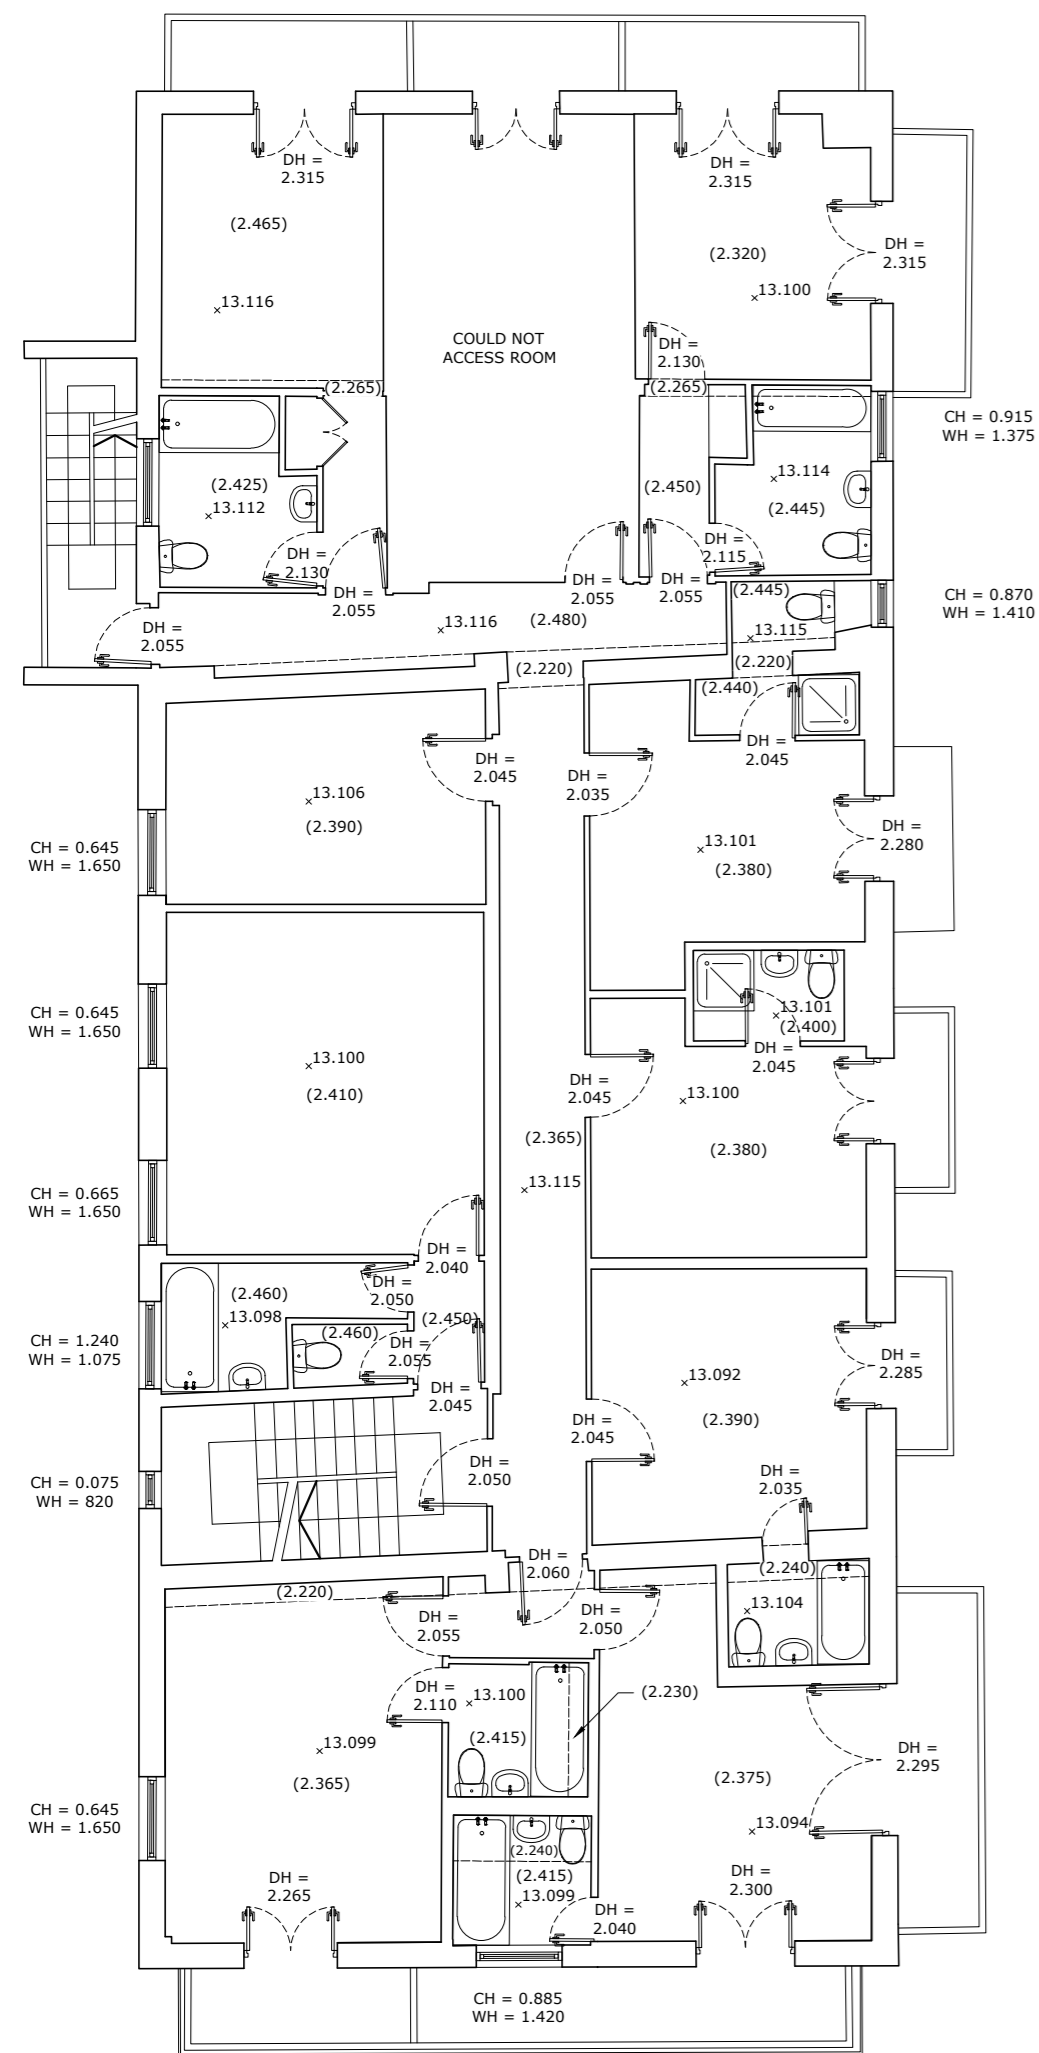 DH =
2.315
DH =
2.315
(2.465)
(2.320)
DH =
2.315
13.116
13.100
COULD NOT
ACCESS ROOM
DH =
2.130
(2.265)
(2.265)
CH = 0.915
WH = 1.375
(2.425)
13.112
(2.450)
13.114
(2.445)
DH =
2.130
DH =
2.055
DH =
2.055
DH =
2.055
DH =
2.115
(2.445)
CH = 0.870
WH = 1.410
DH =
2.055
13.116
(2.480)
13.115
(2.220)
(2.220)
(2.440)
DH =
2.045
DH =
2.035
DH =
2.045
13.106
(2.390)
CH = 0.645
WH = 1.650
13.101
(2.380)
DH =
2.280
CH = 0.645
WH = 1.650
13.101
(2.400)
DH =
2.045
13.100
(2.410)
DH =
2.045
13.100
(2.380)
(2.365)
13.115
CH = 0.665
WH = 1.650
DH =
2.040
DH =
2.050
(2.460)
13.098
(2.450)
(2.460)
DH =
2.055
CH = 1.240
WH = 1.075
DH =
2.045
DH =
2.285
13.092
(2.390)
DH =
2.045
DH =
2.050
DH =
2.035
CH = 0.075
WH = 820
DH =
2.060
(2.220)
(2.240)
13.104
DH =
2.055
DH =
2.050
DH =
2.110
13.100
(2.415)
(2.230)
13.099
(2.365)
(2.375)
DH =
2.295
13.094
CH = 0.645
WH = 1.650
(2.240)
(2.415)
13.099
DH =
2.265
DH =
2.300
DH =
2.040
CH = 0.885
WH = 1.420